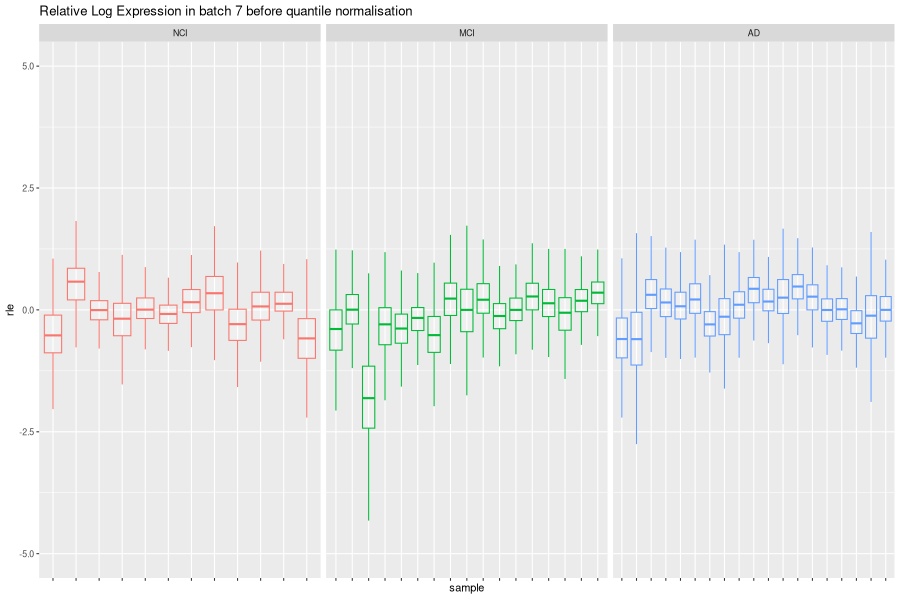 Relative Log Expression in batch 7 before quantile normalisation
NCI MCI AD
5.0
2.5
0.0
-2.5
-5.0
rle
sample